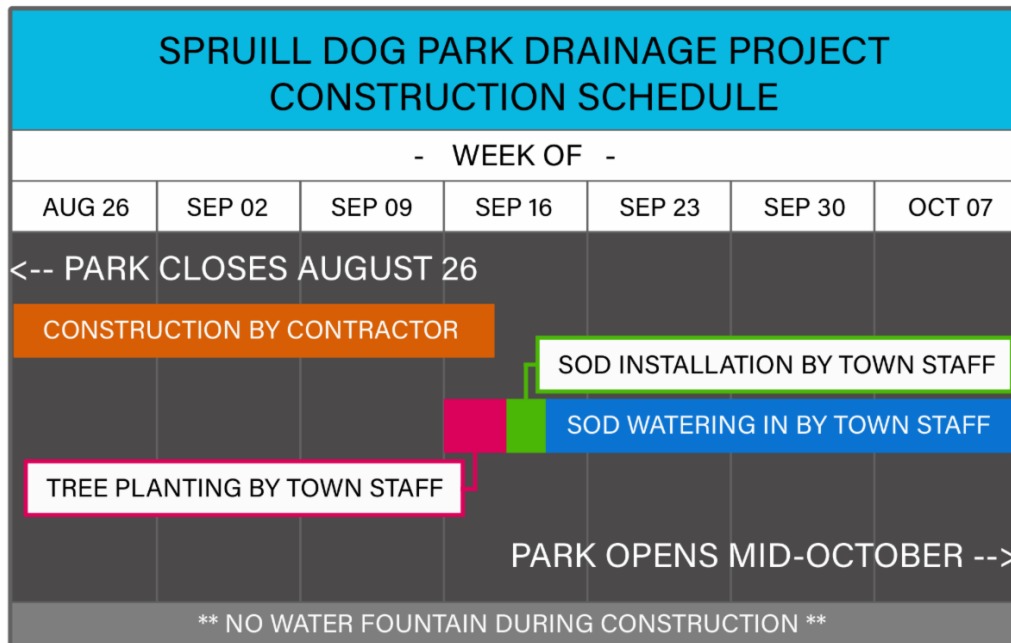 SPRUILL DOG PARK DRAINAGE PROJECT
CONSTRUCTION SCHEDULE
- WEEK OF -
AUG 26 SEP 02 SEP 09 SEP 16 SEP 23 SEP 30 OCT 07
<-- PARK CLOSES AUGUST 26
CONSTRUCTION BY CONTRACTOR
SOD INSTALLATION BY TOWN STAFF
SOD WATERING IN BY TOWN STAFF
TREE PLANTING BY TOWN STAFF
PARK OPENS MID-OCTOBER -->
** NO WATER FOUNTAIN DURING CONSTRUCTION **